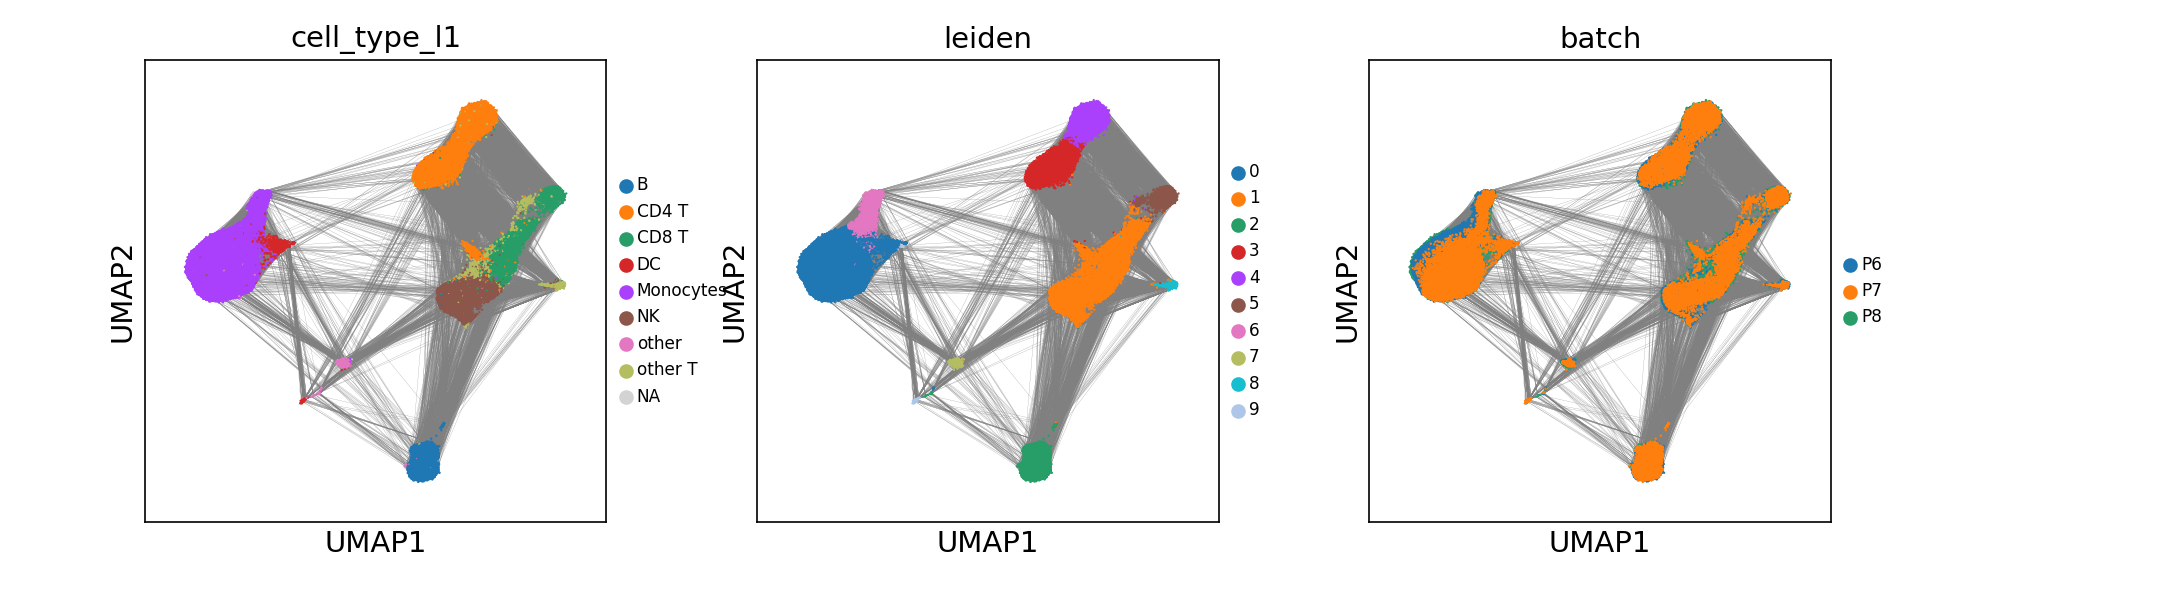 cell_type_l1
UMAP2
UMAP1
B
CD4 T
CD8 T
DC
Monocytes
NK
other
other T
NA
leiden
UMAP2
UMAP1
0
1
2
3
4
5
6
7
8
9
batch
UMAP2
UMAP1
P6
P7
P8